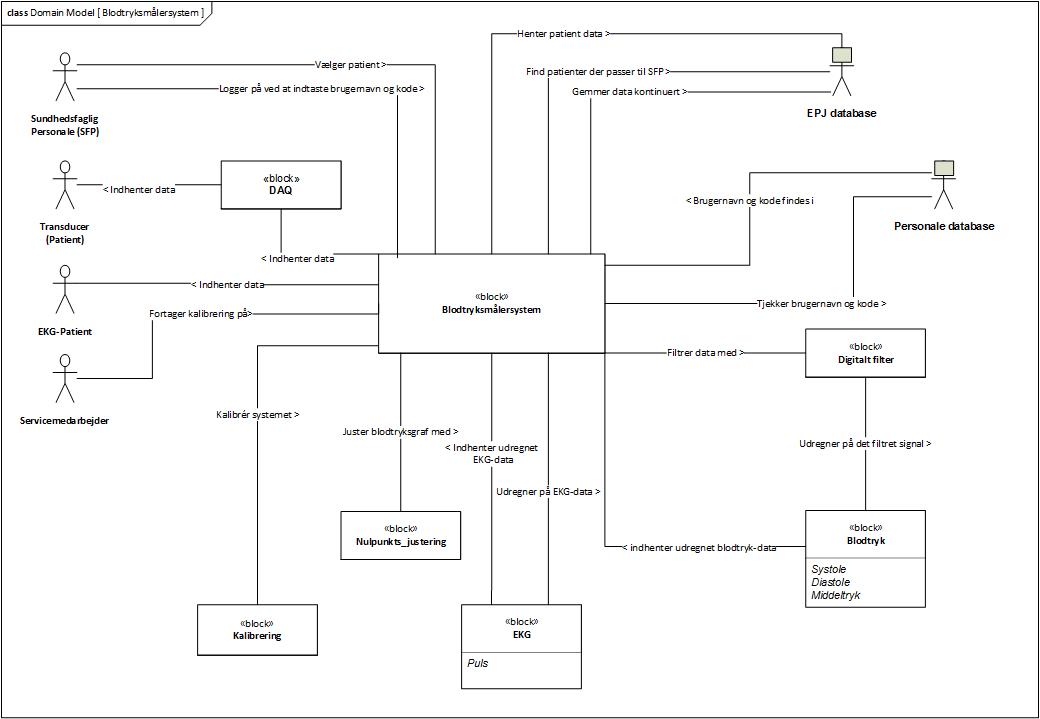 class Domain Model [ Blodtryksmålersystem ]
Henter patient data >
Vælger patient>
Find patienter der passer til SFP>
Logger på ved at indtaste brugernavn og kode>
Gemmer data kontinuert >
Sundhedsfaglig
Personale (SFP)
EPJ database
«block»
DAQ
< Indhenter data
Transducer
(Patient)
< Brugernavn og kode findes i
Personale database
< Indhenter data
< Indhenter data
EKG-Patient
Fortager kalibrering på>
«block»
Blodtryksmålersystem
Tjekker brugernavn og kode >
Servicemedarbejder
Filtrer data med >
«block»
Digitalt filter
Kalibrér systemet >
Juster blodtryksgraf med >
< Indhenter udregnet
EKG-data
Udregner på det filtret signal >
Udregner på EKG-data >
«block»
Nulpunkts_justering
< indhenter udregnet blodtryk-data
«block»
Blodtryk
Systole
Diastole
Middeltryk
«block»
Kalibrering
«block»
EKG
Puls